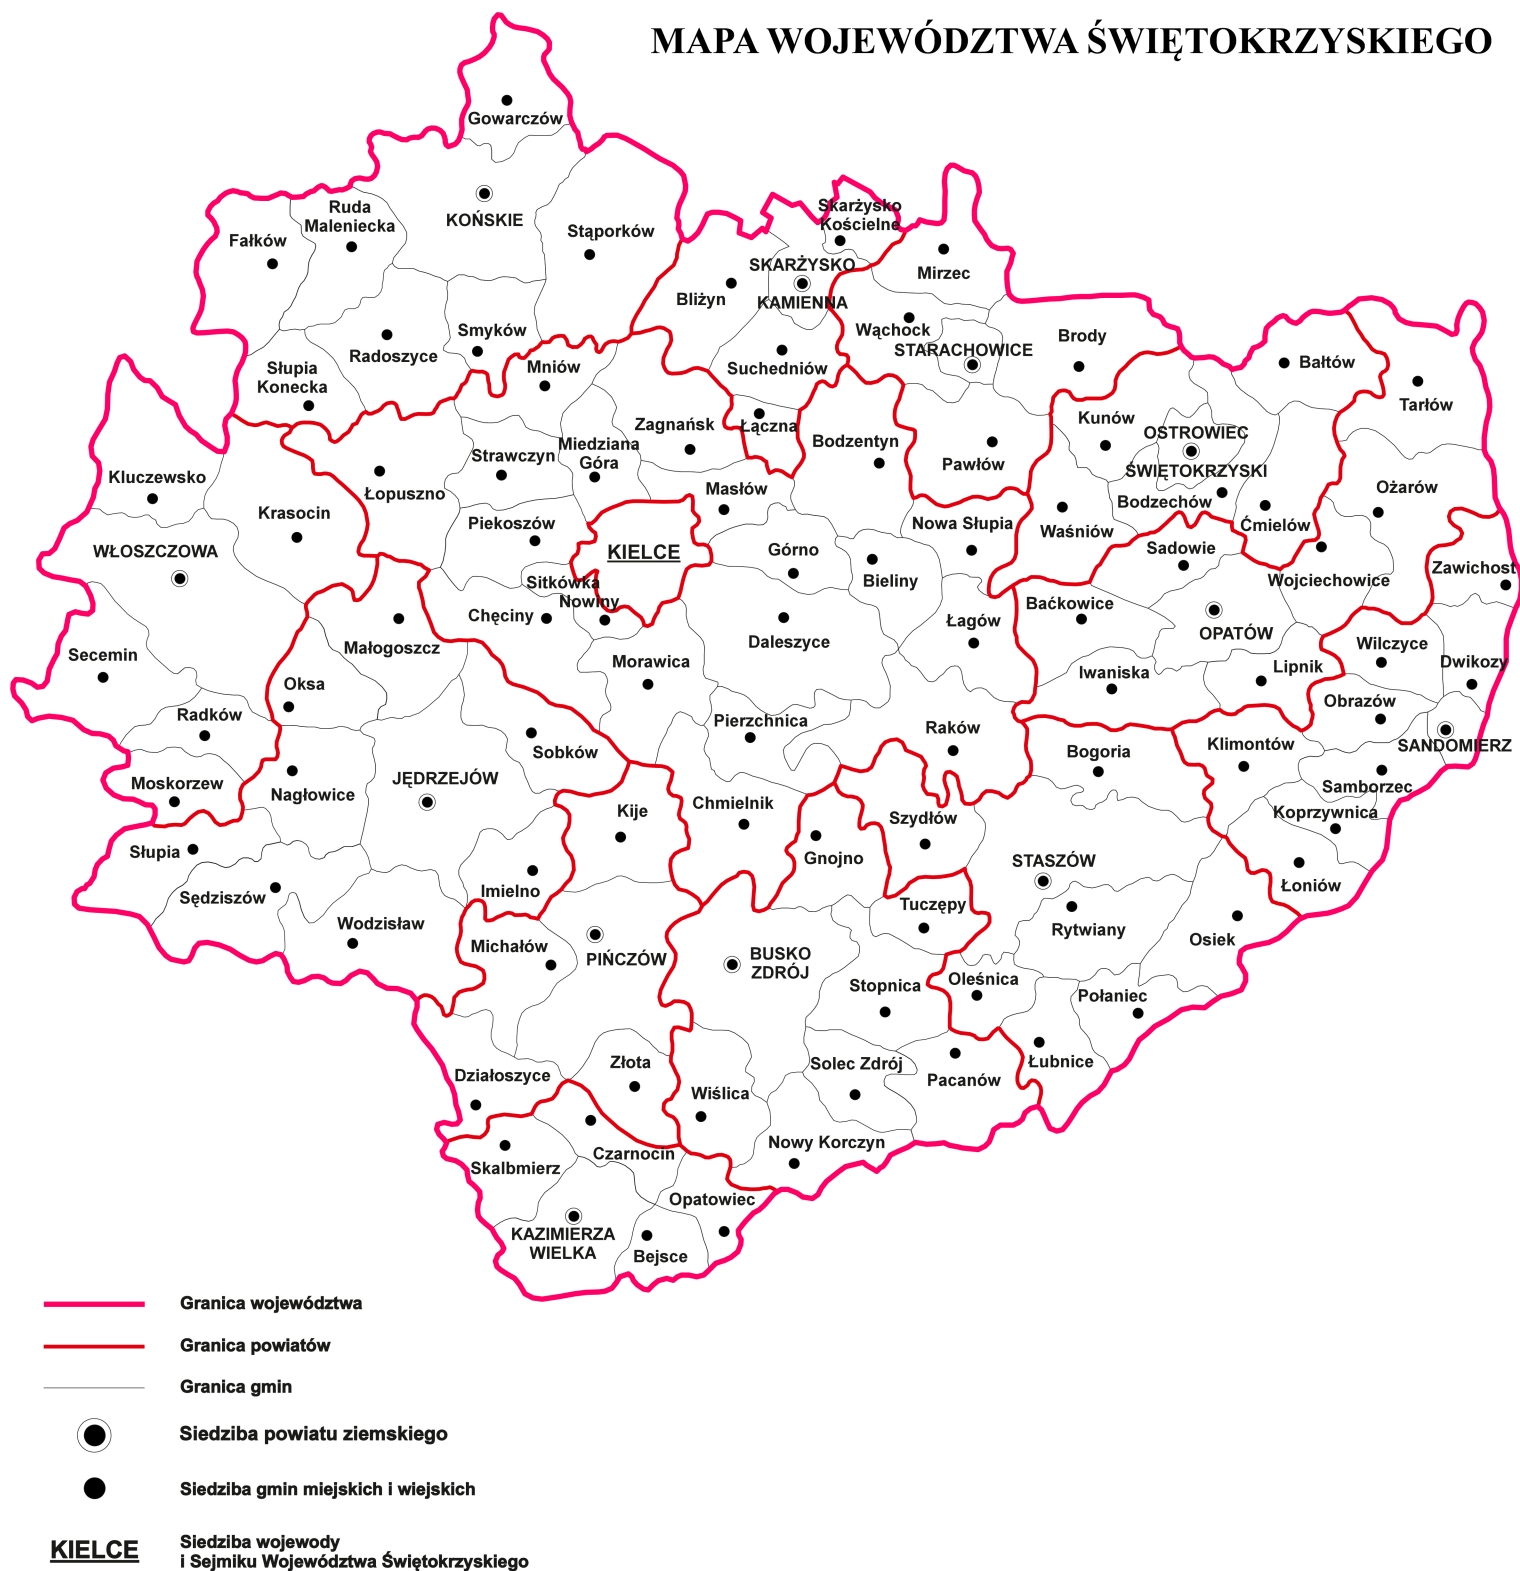 MAPA WOJEWÓDZTWA ŚWIĘTOKRZYSKIEGO
Gowarczów
KOŃSKIE
Ruda
Maleniecka
Fałków
Stąporków
Skarżysko
Kościelne
SKARŻYSKO
KAMIENNA
Mirzec
Bliżyn
Smyków
Radoszyce
Słupia
Konecka
Mniów
Suchedniów
Wąchock
STARACHOWICE
Brody
Bałtów
Tarłów
Łączna
Zagnańsk
Miedziana
Góra
Strawczyn
Bodzentyn
Pawłów
Kunów
OSTROWIEC
ŚWIĘTOKRZYSKI
Bodzechów
Kluczewsko
Krasocin
Łopuszno
Piekoszów
Masłów
Nowa Słupia
Waśniów
Ćmielów
Ożarów
WŁOSZCZOWA
KIELCE
Górno
Bieliny
Sadowie
Wojciechowice
Zawichost
Sitkówka
Nowiny
Chęciny
Baćkowice
OPATÓW
Łagów
Daleszyce
Małogoszcz
Secemin
Morawica
Iwaniska
Lipnik
Wilczyce
Dwikozy
Oksa
Radków
Pierzchnica
Raków
Obrazów
SANDOMIERZ
Klimontów
Bogoria
Sobków
JĘDRZEJÓW
Nagłowice
Moskorzew
Samborzec
Koprzywnica
Kije
Chmielnik
Szydłów
Gnojno
STASZÓW
Łoniów
Słupia
Sędziszów
Imielno
Wodzisław
Tuczępy
Rytwiany
Osiek
Michałów
PIŃCZÓW
BUSKO
ZDRÓJ
Stopnica
Oleśnica
Połaniec
Działoszyce
Złota
Wiślica
Solec Zdrój
Pacanów
Łubnice
Nowy Korczyn
Czarnocin
Skalbmierz
Opatowiec
KAZIMIERZA
WIELKA
Bejsce
Granica województwa
Granica powiatów
Granica gmin
Siedziba powiatu ziemskiego
Siedziba gmin miejskich i wiejskich
KIELCE
Siedziba wojewody
i Sejmiku Województwa Świętokrzyskiego